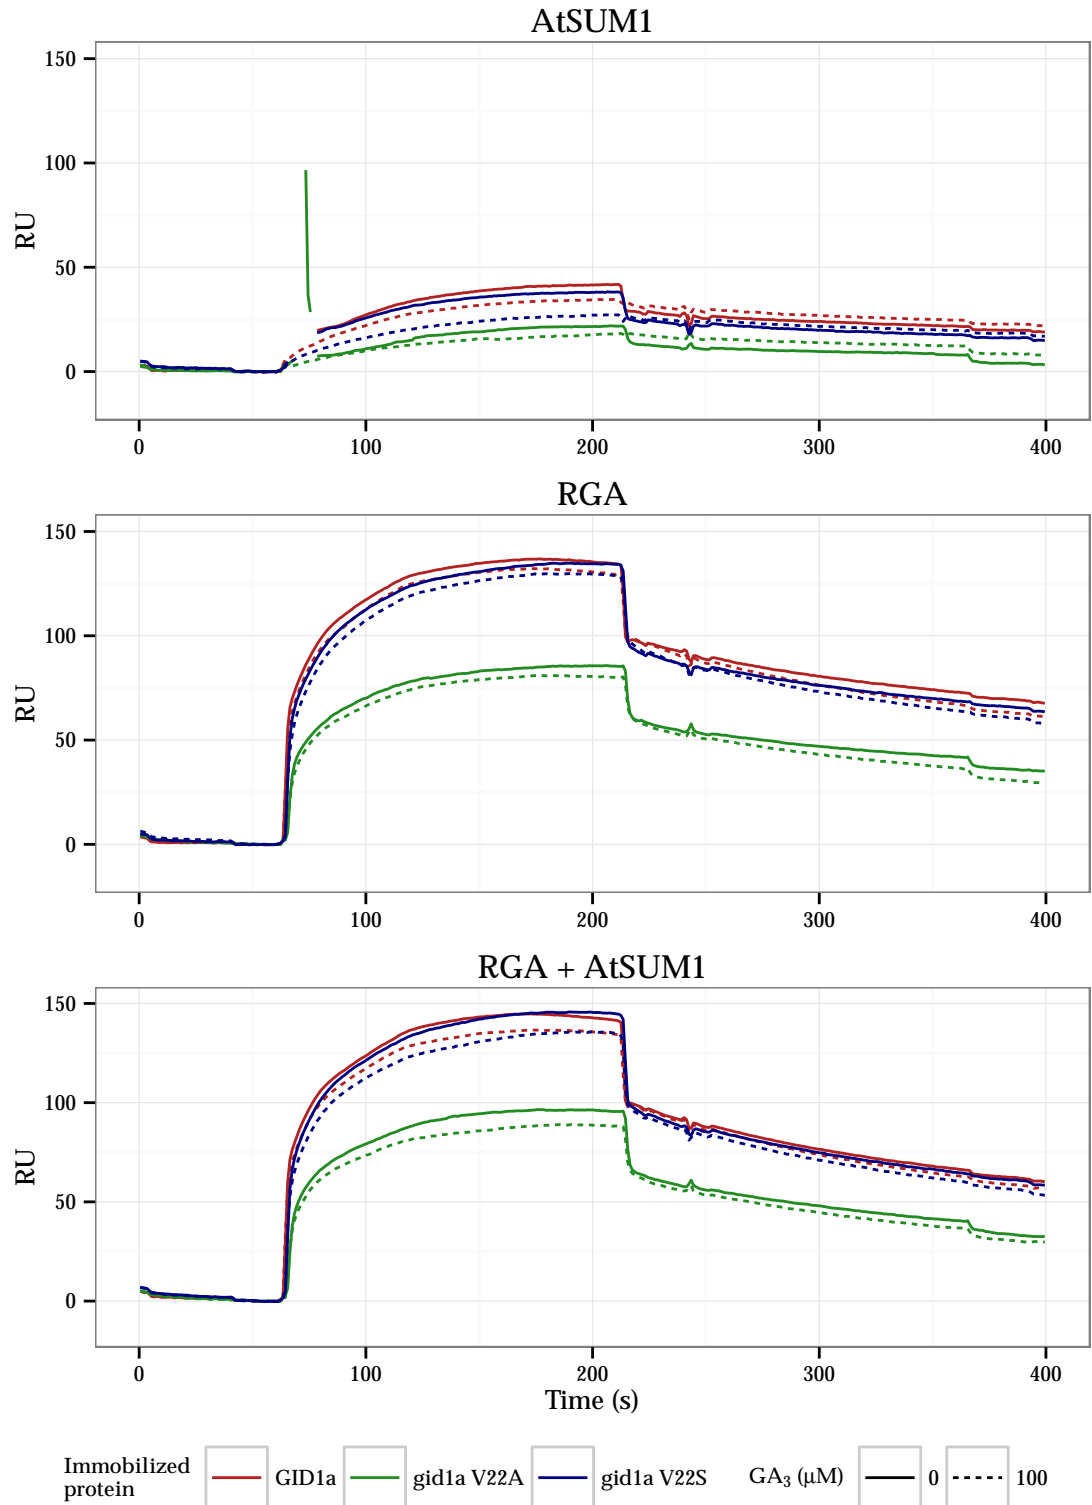 AtSUM1
150
100
50
0
RU
0 100 200 300 400
RGA
150
100
50
0
RU
0 100 200 300 400
RGA + AtSUM1
150
100
50
0
RU
0 100 200 300 400
Time (s)
Immobilized protein GID1a gid1a V22A gid1a V22S GA₃ (μM) 0 100